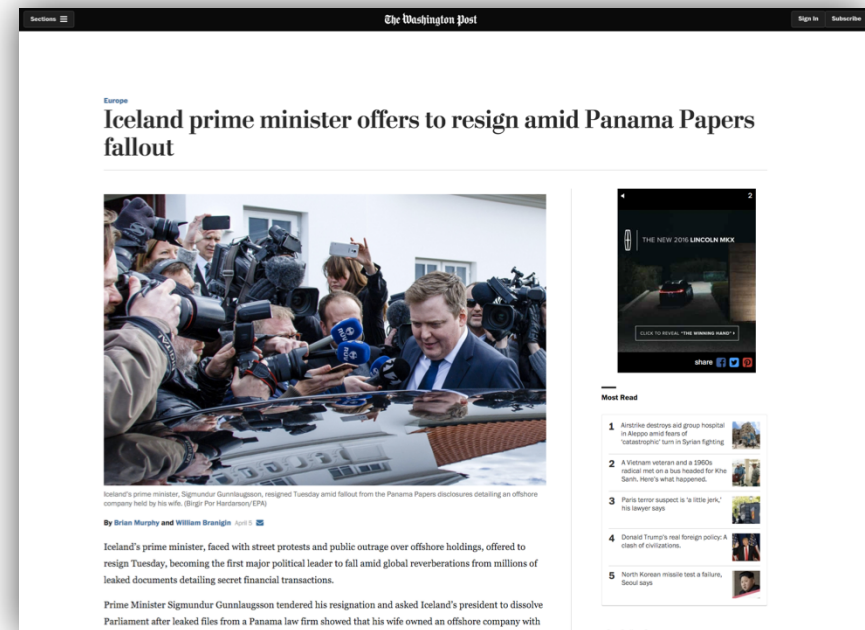 Sections
The Washington Post
Sign In Subscribe
Europe
Iceland prime minister offers to resign amid Panama Papers
fallout
2
THE NEW 2016 LINCOLN MKX
CLICK TO REVEAL "THE WINNING HAND"
share
RÚV
RÚV
Iceland's prime minister, Sigmundur Gunnlaugsson, resigned Tuesday amid fallout from the Panama Papers disclosures detailing an offshore
company held by his wife. (Birgir Por Hardarson/EPA)
By Brian Murphy and William Branigin April 5
Iceland's prime minister, faced with street protests and public outrage over offshore holdings, offered to
resign Tuesday, becoming the first major political leader to fall amid global reverberations from millions of
leaked documents detailing secret financial transactions.
Prime Minister Sigmundur Gunnlaugsson tendered his resignation and asked Iceland's president to dissolve
Parliament after leaked files from a Panama law firm showed that his wife owned an offshore company with
Most Read
1 Airstrike destroys aid group hospital
in Aleppo amid fears of
'catastrophic' turn in Syrian fighting
2 A Vietnam veteran and a 1960s
radical met on a bus headed for Khe
Sanh. Here's what happened.
3 Paris terror suspect is 'a little jerk,'
his lawyer says
4 Donald Trump's real foreign policy: A
clash of civilizations.
5 North Korean missile test a failure,
Seoul says